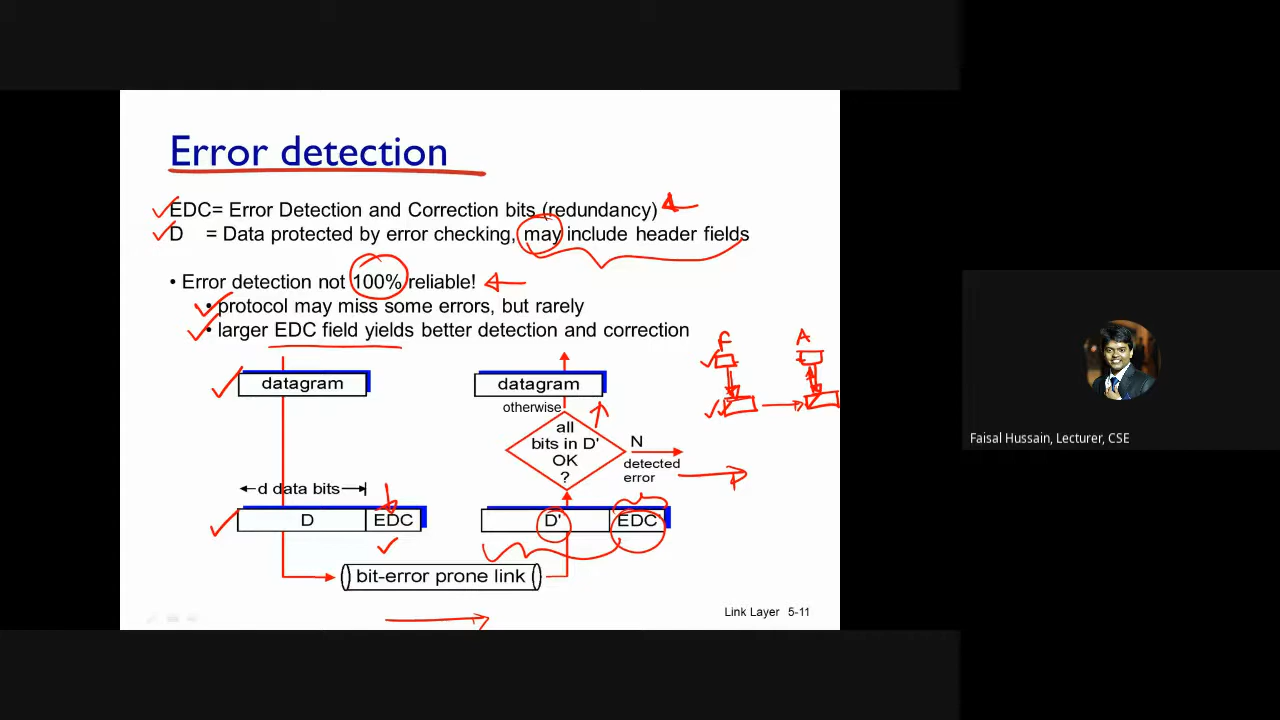 Error detection
EDC= Error Detection and Correction bits (redundancy)
D = Data protected by error checking, may include header fields
• Error detection not 100% reliable!
• protocol may miss some errors, but rarely
• larger EDC field yields better detection and correction
F A
datagram datagram
otherwise
all
bits in D'
OK
?
N
detected
error
d data bits
D EDC D' EDC
bit-error prone link
Link Layer 5-11
Faisal Hussain, Lecturer, CSE